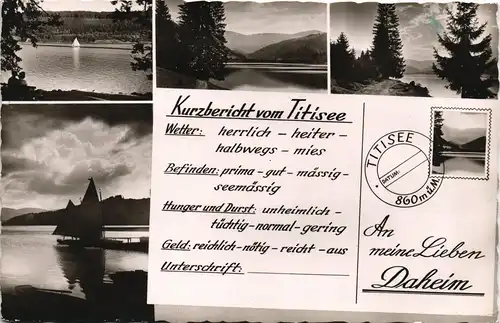 Kurzbericht vom Titisee
Wetter: herrlich - heiter -
halbwegs - mies
Befinden: prima - gut - mässig -
seemässig
Hunger und Durst: unheimlich -
tüchtig - normal - gering
Geld: reichlich - nötig - reicht - aus
Unterschrift:
TITISEE
DATUM:
860 m ü.M.
An
meine Lieben
Daheim